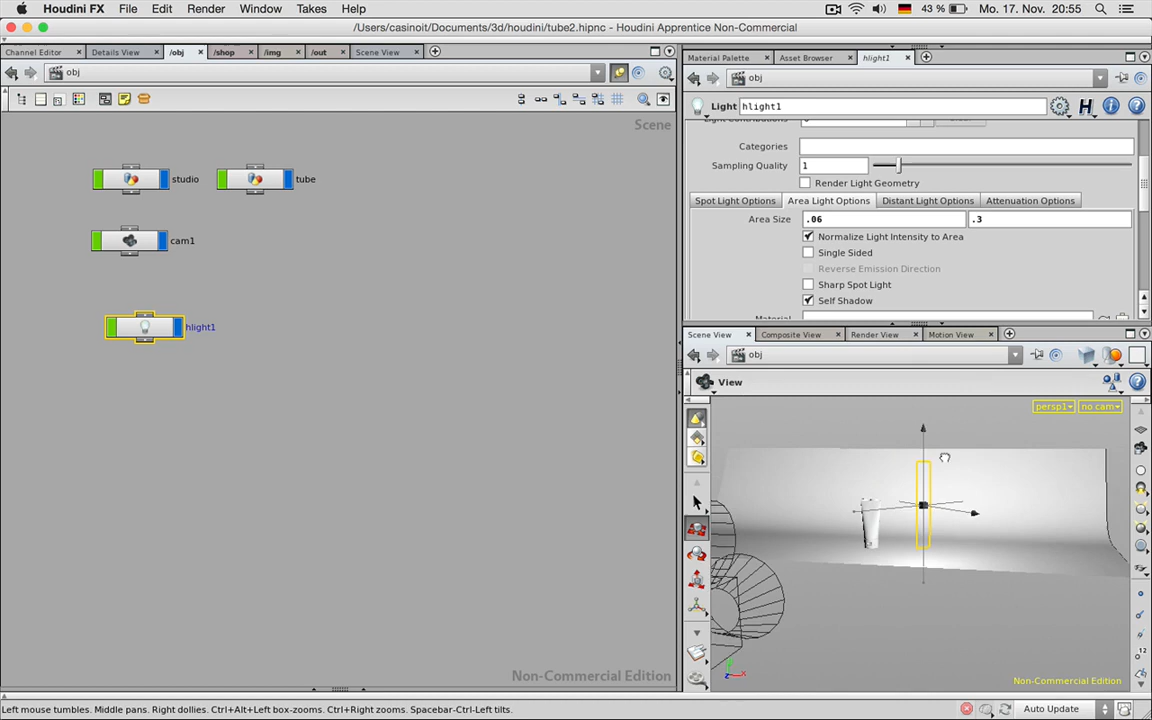 Houdini FX File Edit Render Window Takes Help 43 % Mo. 17. Nov. 20:55
/Users/casinoit/Documents/3d/houdini/tube2.hipnc - Houdini Apprentice Non-Commercial
Channel Editor Details View /obj /shop /img /out Scene View
obj
Scene
studio
tube
cam1
hlight1
Non-Commercial Edition
Material Palette Asset Browser hlight1
obj
Light hlight1
Light Contributions
Categories
Sampling Quality 1
Render Light Geometry
Spot Light Options Area Light Options Distant Light Options Attenuation Options
Area Size .06 .3
Normalize Light Intensity to Area
Single Sided
Reverse Emission Direction
Sharp Spot Light
Self Shadow
Material
Scene View Composite View Render View Motion View
obj
View
persp1 no cam
12
Non-Commercial Edition
Left mouse tumbles. Middle pans. Right dollies. Ctrl+Alt+Left box-zooms. Ctrl+Right zooms. Spacebar-Ctrl-Left tilts.
Auto Update